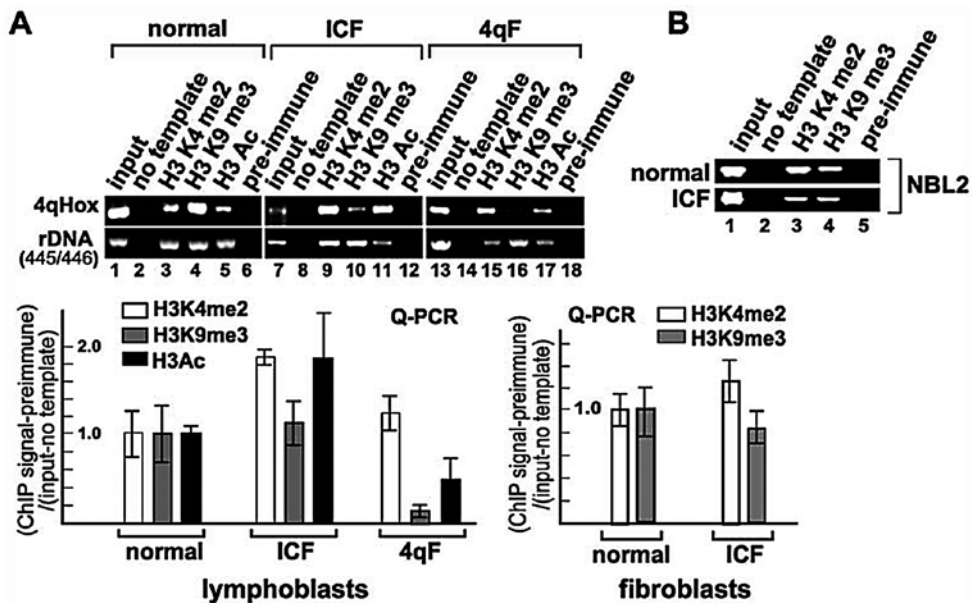 A
normal
ICF
4qF
input
no template
H3 K4 me2
H3 K9 me3
H3 Ac
pre-immune
input
no template
H3 K4 me2
H3 K9 me3
H3 Ac
pre-immune
input
no template
H3 K4 me2
H3 K9 me3
H3 Ac
pre-immune
4qHox
rDNA
(445/446)
1 2 3 4 5 6 7 8 9 10 11 12 13 14 15 16 17 18
B
input
no template
H3 K4 me2
H3 K9 me3
pre-immune
normal
ICF
NBL2
1 2 3 4 5
(ChIP signal-preimmune
/(input-no template)
2.0
1.0
H3K4me2
H3K9me3
H3Ac
Q-PCR
normal
ICF
4qF
lymphoblasts
(ChIP signal-preimmune
/(input-no template)
1.0
Q-PCR
H3K4me2
H3K9me3
normal
ICF
fibroblasts